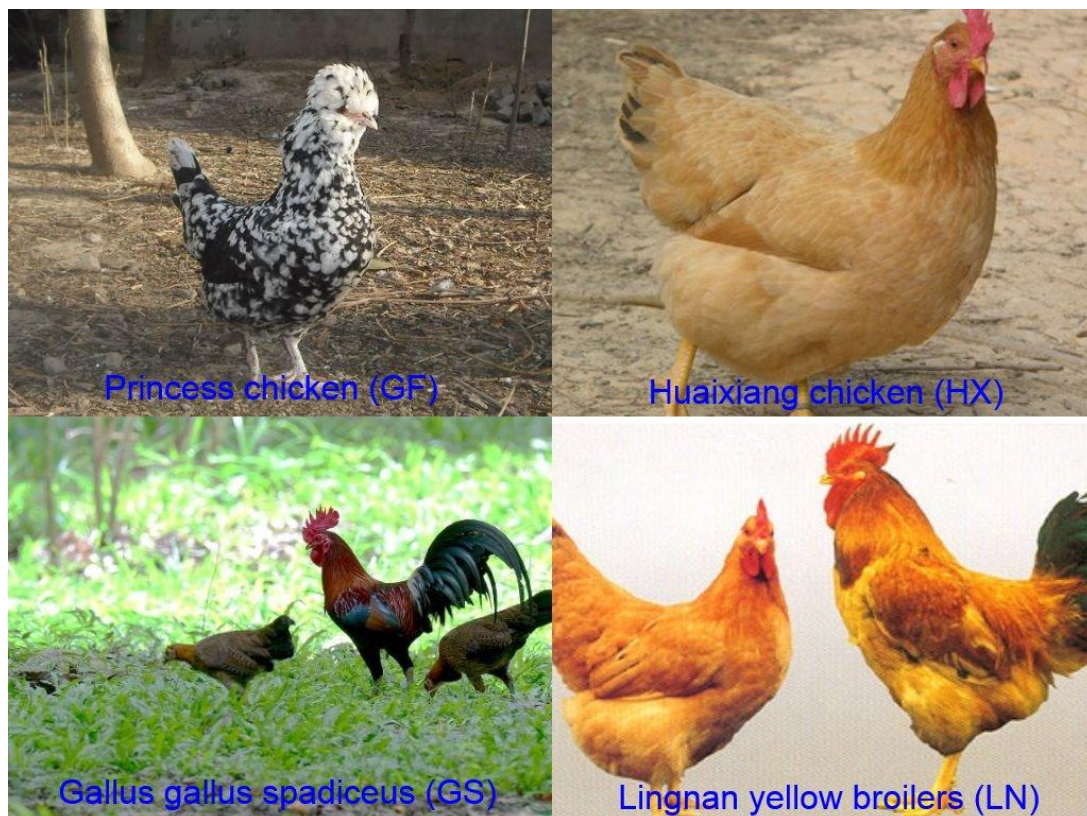 Princess chicken (GF)
Huaixiang chicken (HX)
Gallus gallus spadiceus (GS)
Lingnan yellow broilers (LN)